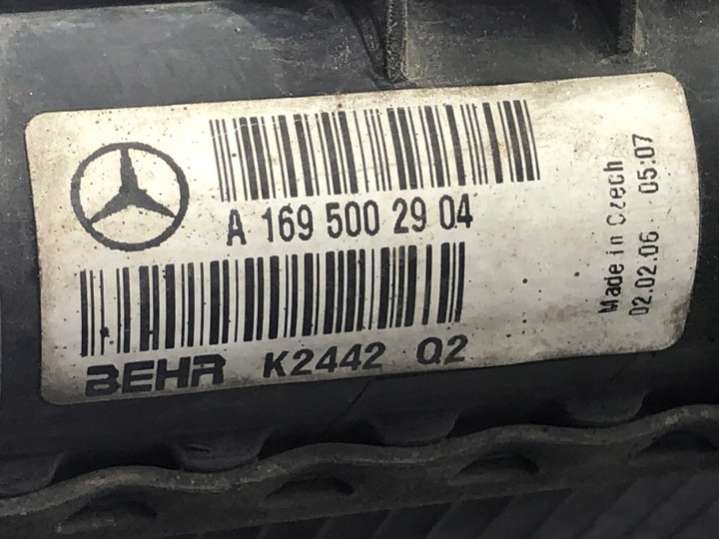 A 169 500 29 04
BEHR K2442 Q2
Made in Czech
02.02.06 05:07